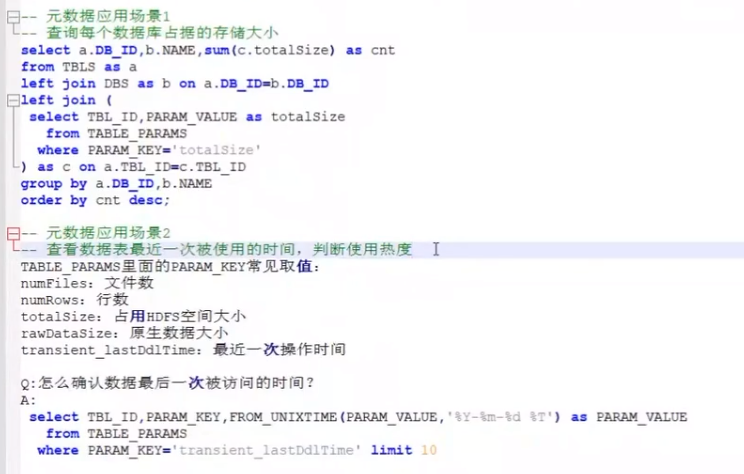 -- 元数据应用场景1
-- 查询每个数据库占据的存储大小
select a.DB_ID,b.NAME,sum(c.totalSize) as cnt
from TBLS as a
left join DBS as b on a.DB_ID=b.DB_ID
left join (
select TBL_ID,PARAM_VALUE as totalSize
from TABLE_PARAMS
where PARAM_KEY='totalSize'
) as c on a.TBL_ID=c.TBL_ID
group by a.DB_ID,b.NAME
order by cnt desc;
-- 元数据应用场景2
-- 查看数据表最近一次被使用的时间，判断使用热度
TABLE_PARAMS里面的PARAM_KEY常见取值：
numFiles：文件数
numRows：行数
totalSize：占用HDFS空间大小
rawDataSize：原生数据大小
transient_lastDdlTime：最近一次操作时间
Q:怎么确认数据最后一次被访问的时间？
A:
select TBL_ID,PARAM_KEY,FROM_UNIXTIME(PARAM_VALUE,'%Y-%m-%d %T') as PARAM_VALUE
from TABLE_PARAMS
where PARAM_KEY='transient_lastDdlTime' limit 10